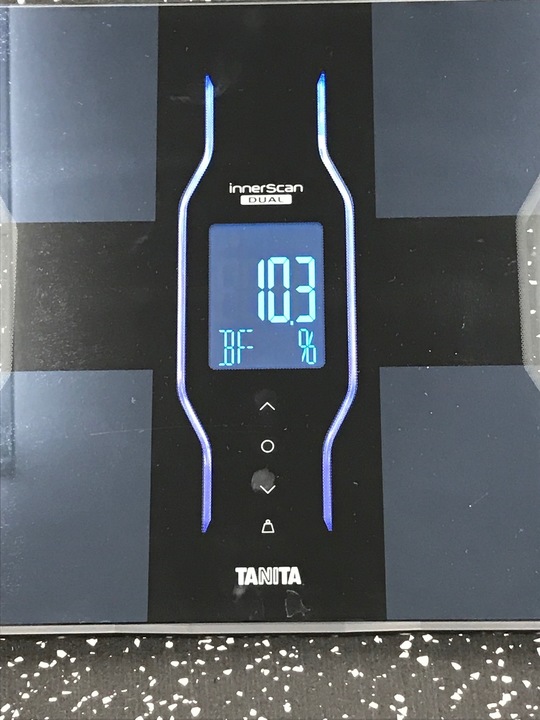 innerscan
DUAL
10.3
BF %
TANITA